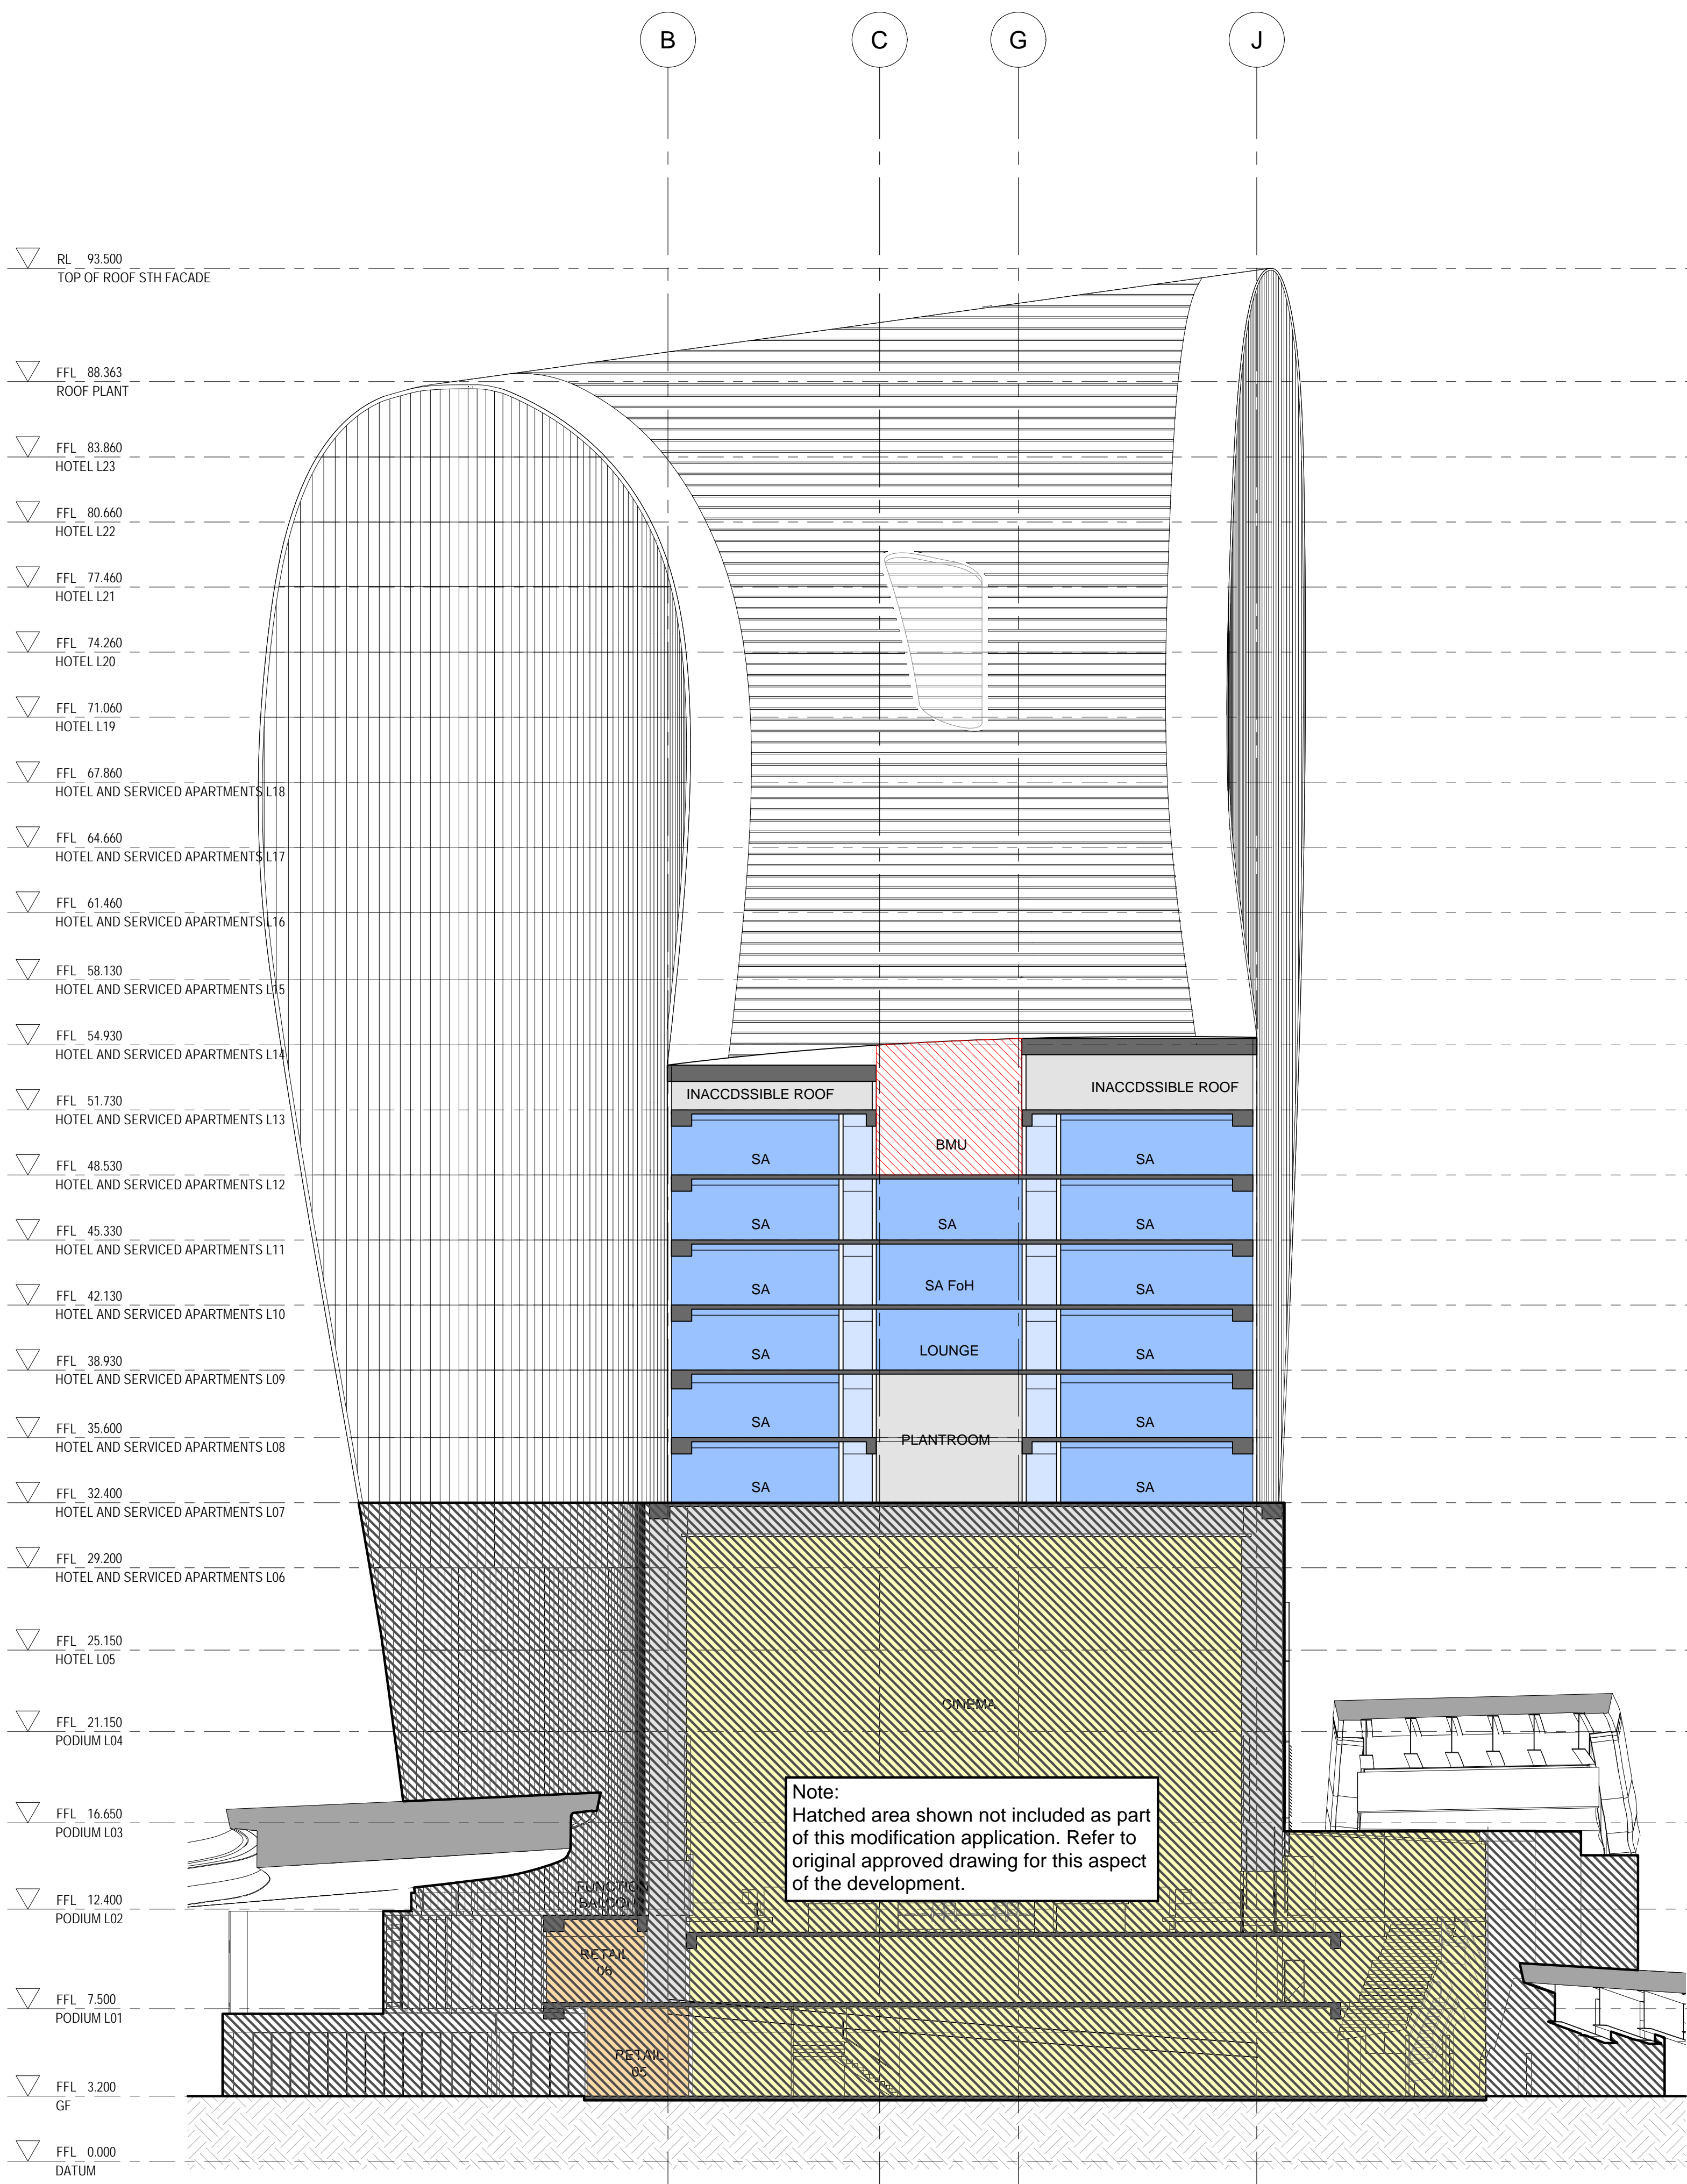 B C G J
RL 93.500
TOP OF ROOF STH FACADE
FFL 88.363
ROOF PLANT
FFL 83.860
HOTEL L23
FFL 80.660
HOTEL L22
FFL 77.460
HOTEL L21
FFL 74.260
HOTEL L20
FFL 71.060
HOTEL L19
FFL 67.860
HOTEL AND SERVICED APARTMENTS L18
FFL 64.660
HOTEL AND SERVICED APARTMENTS L17
FFL 61.460
HOTEL AND SERVICED APARTMENTS L16
FFL 58.130
HOTEL AND SERVICED APARTMENTS L15
FFL 54.930
HOTEL AND SERVICED APARTMENTS L14
INACCDSSIBLE ROOF INACCDSSIBLE ROOF
FFL 51.730
HOTEL AND SERVICED APARTMENTS L13
BMU
SA SA
FFL 48.530
HOTEL AND SERVICED APARTMENTS L12
SA SA SA
FFL 45.330
HOTEL AND SERVICED APARTMENTS L11
SA SA FoH SA
FFL 42.130
HOTEL AND SERVICED APARTMENTS L10
SA LOUNGE SA
FFL 38.930
HOTEL AND SERVICED APARTMENTS L09
SA SA
FFL 35.600
PLANTROOM
HOTEL AND SERVICED APARTMENTS L08
SA SA
FFL 32.400
HOTEL AND SERVICED APARTMENTS L07
FFL 29.200
HOTEL AND SERVICED APARTMENTS L06
FFL 25.150
HOTEL L05
CINEMA
FFL 21.150
PODIUM L04
Note:
Hatched area shown not included as part
of this modification application. Refer to
original approved drawing for this aspect
of the development.
FFL 16.650
PODIUM L03
FUNCTION
BALCONY
FFL 12.400
PODIUM L02
RETAIL
06
FFL 7.500
PODIUM L01
RETAIL
05
FFL 3.200
GF
FFL 0.000
DATUM